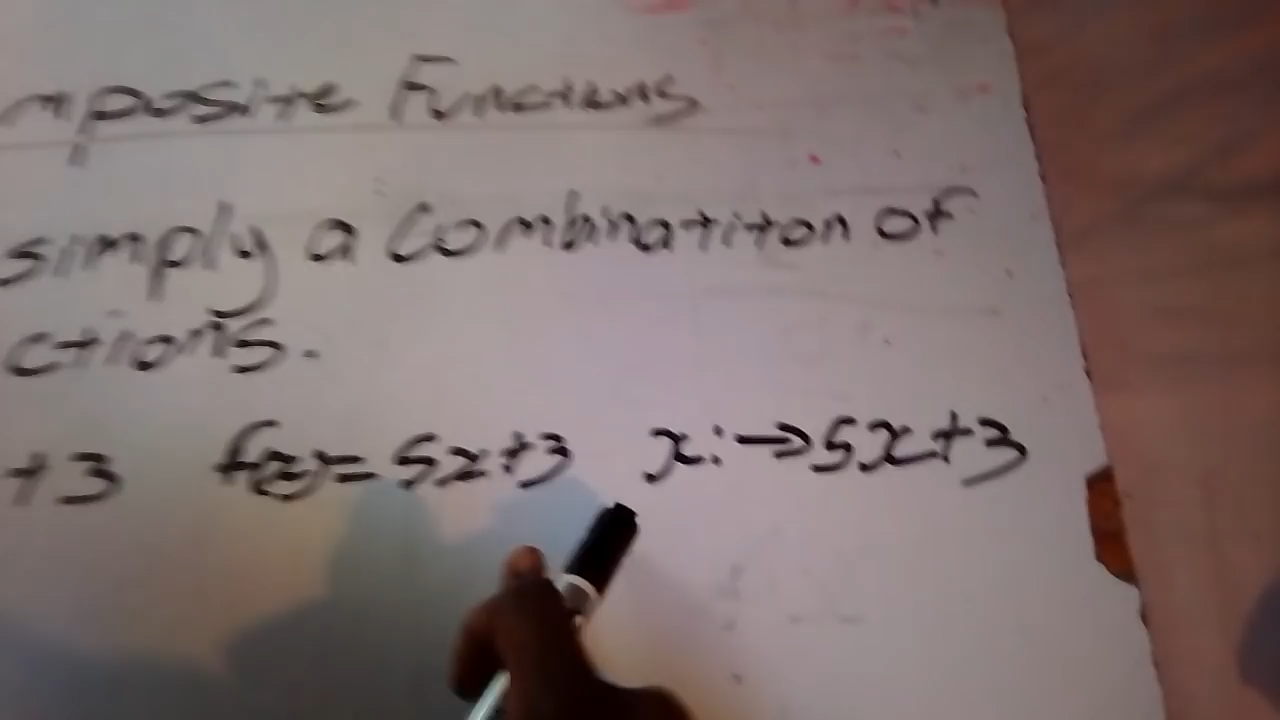 mposite Functions
simply a Combinatiton of
ctions.
+3 f(x)= 5x+3 x:→5x+3